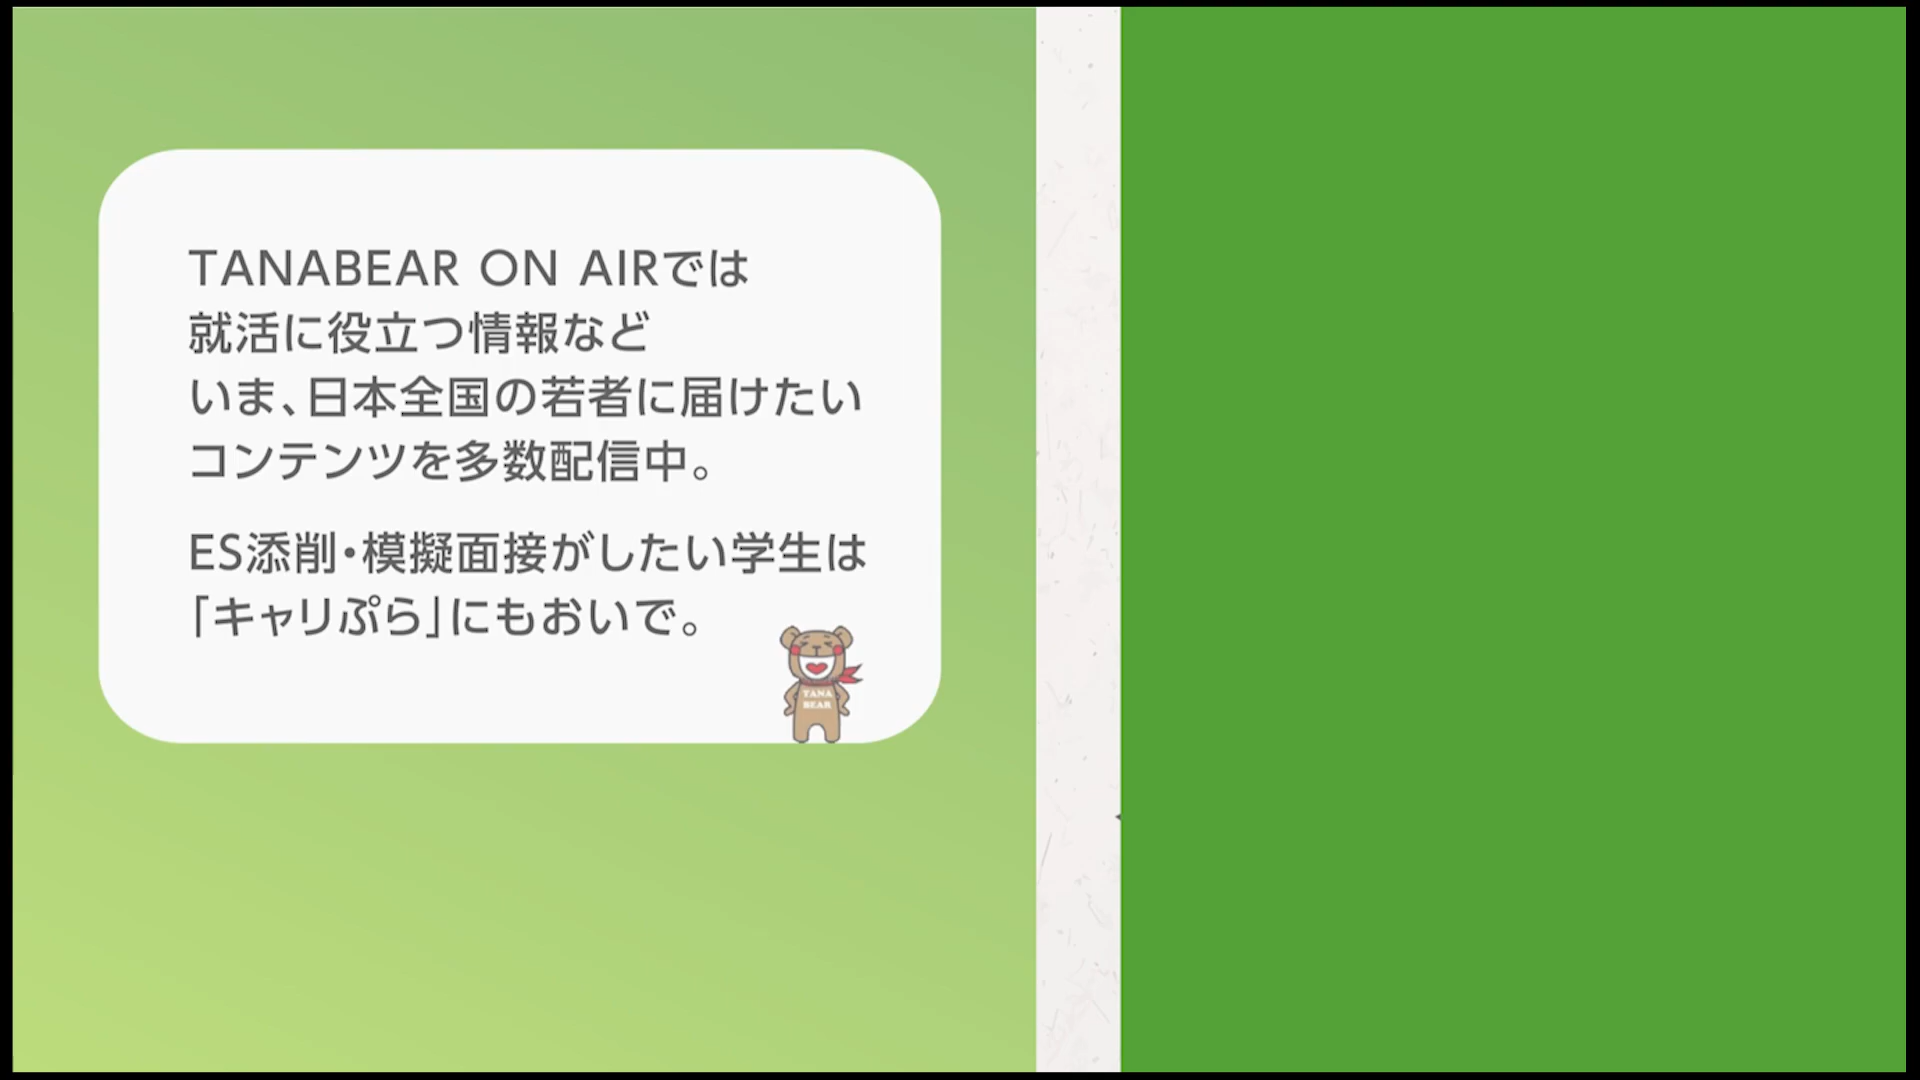 TANABEAR ON AIRでは
就活に役立つ情報など
いま、日本全国の若者に届けたい
コンテンツを多数配信中。
ES添削・模擬面接がしたい学生は
「キャリぷら」にもおいで。
TANA
BEAR